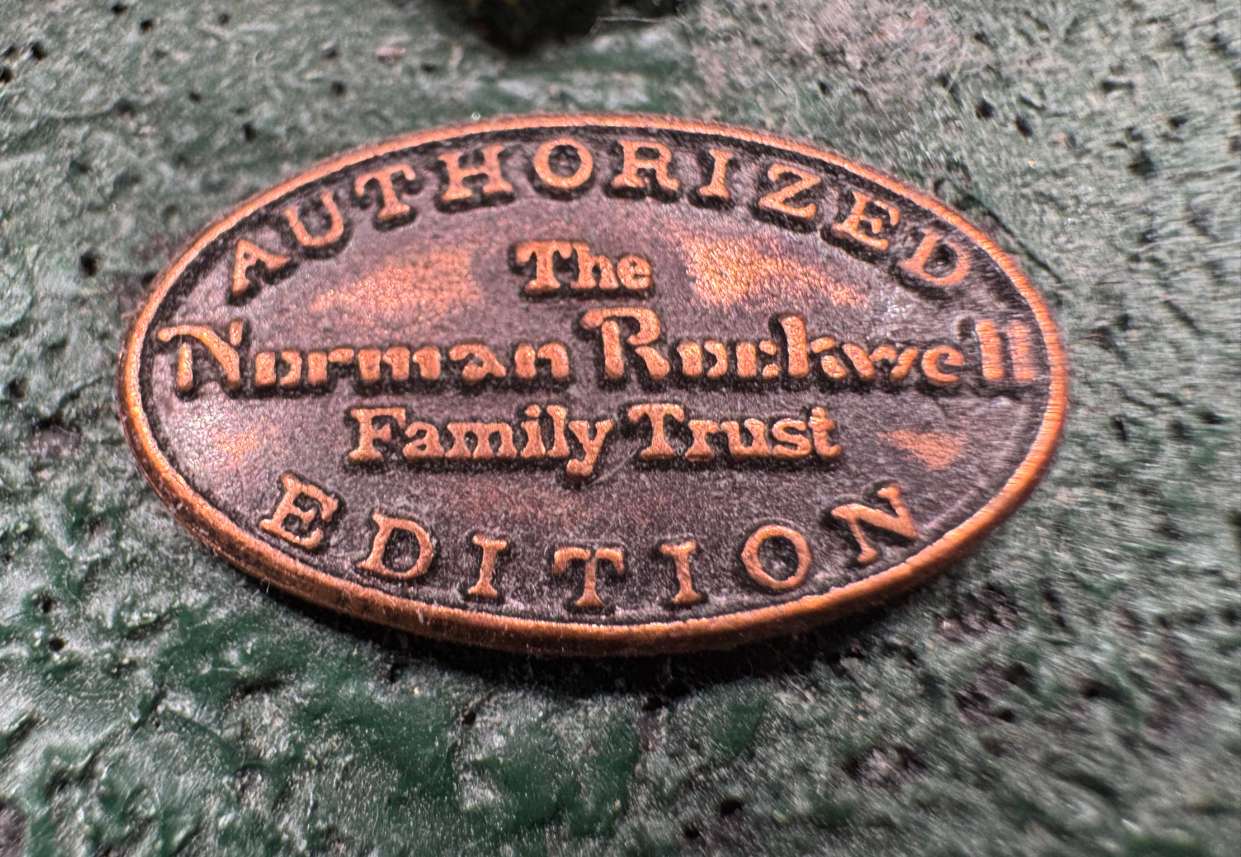 AUTHORIZED
The
Norman Rockwell
Family Trust
EDITION